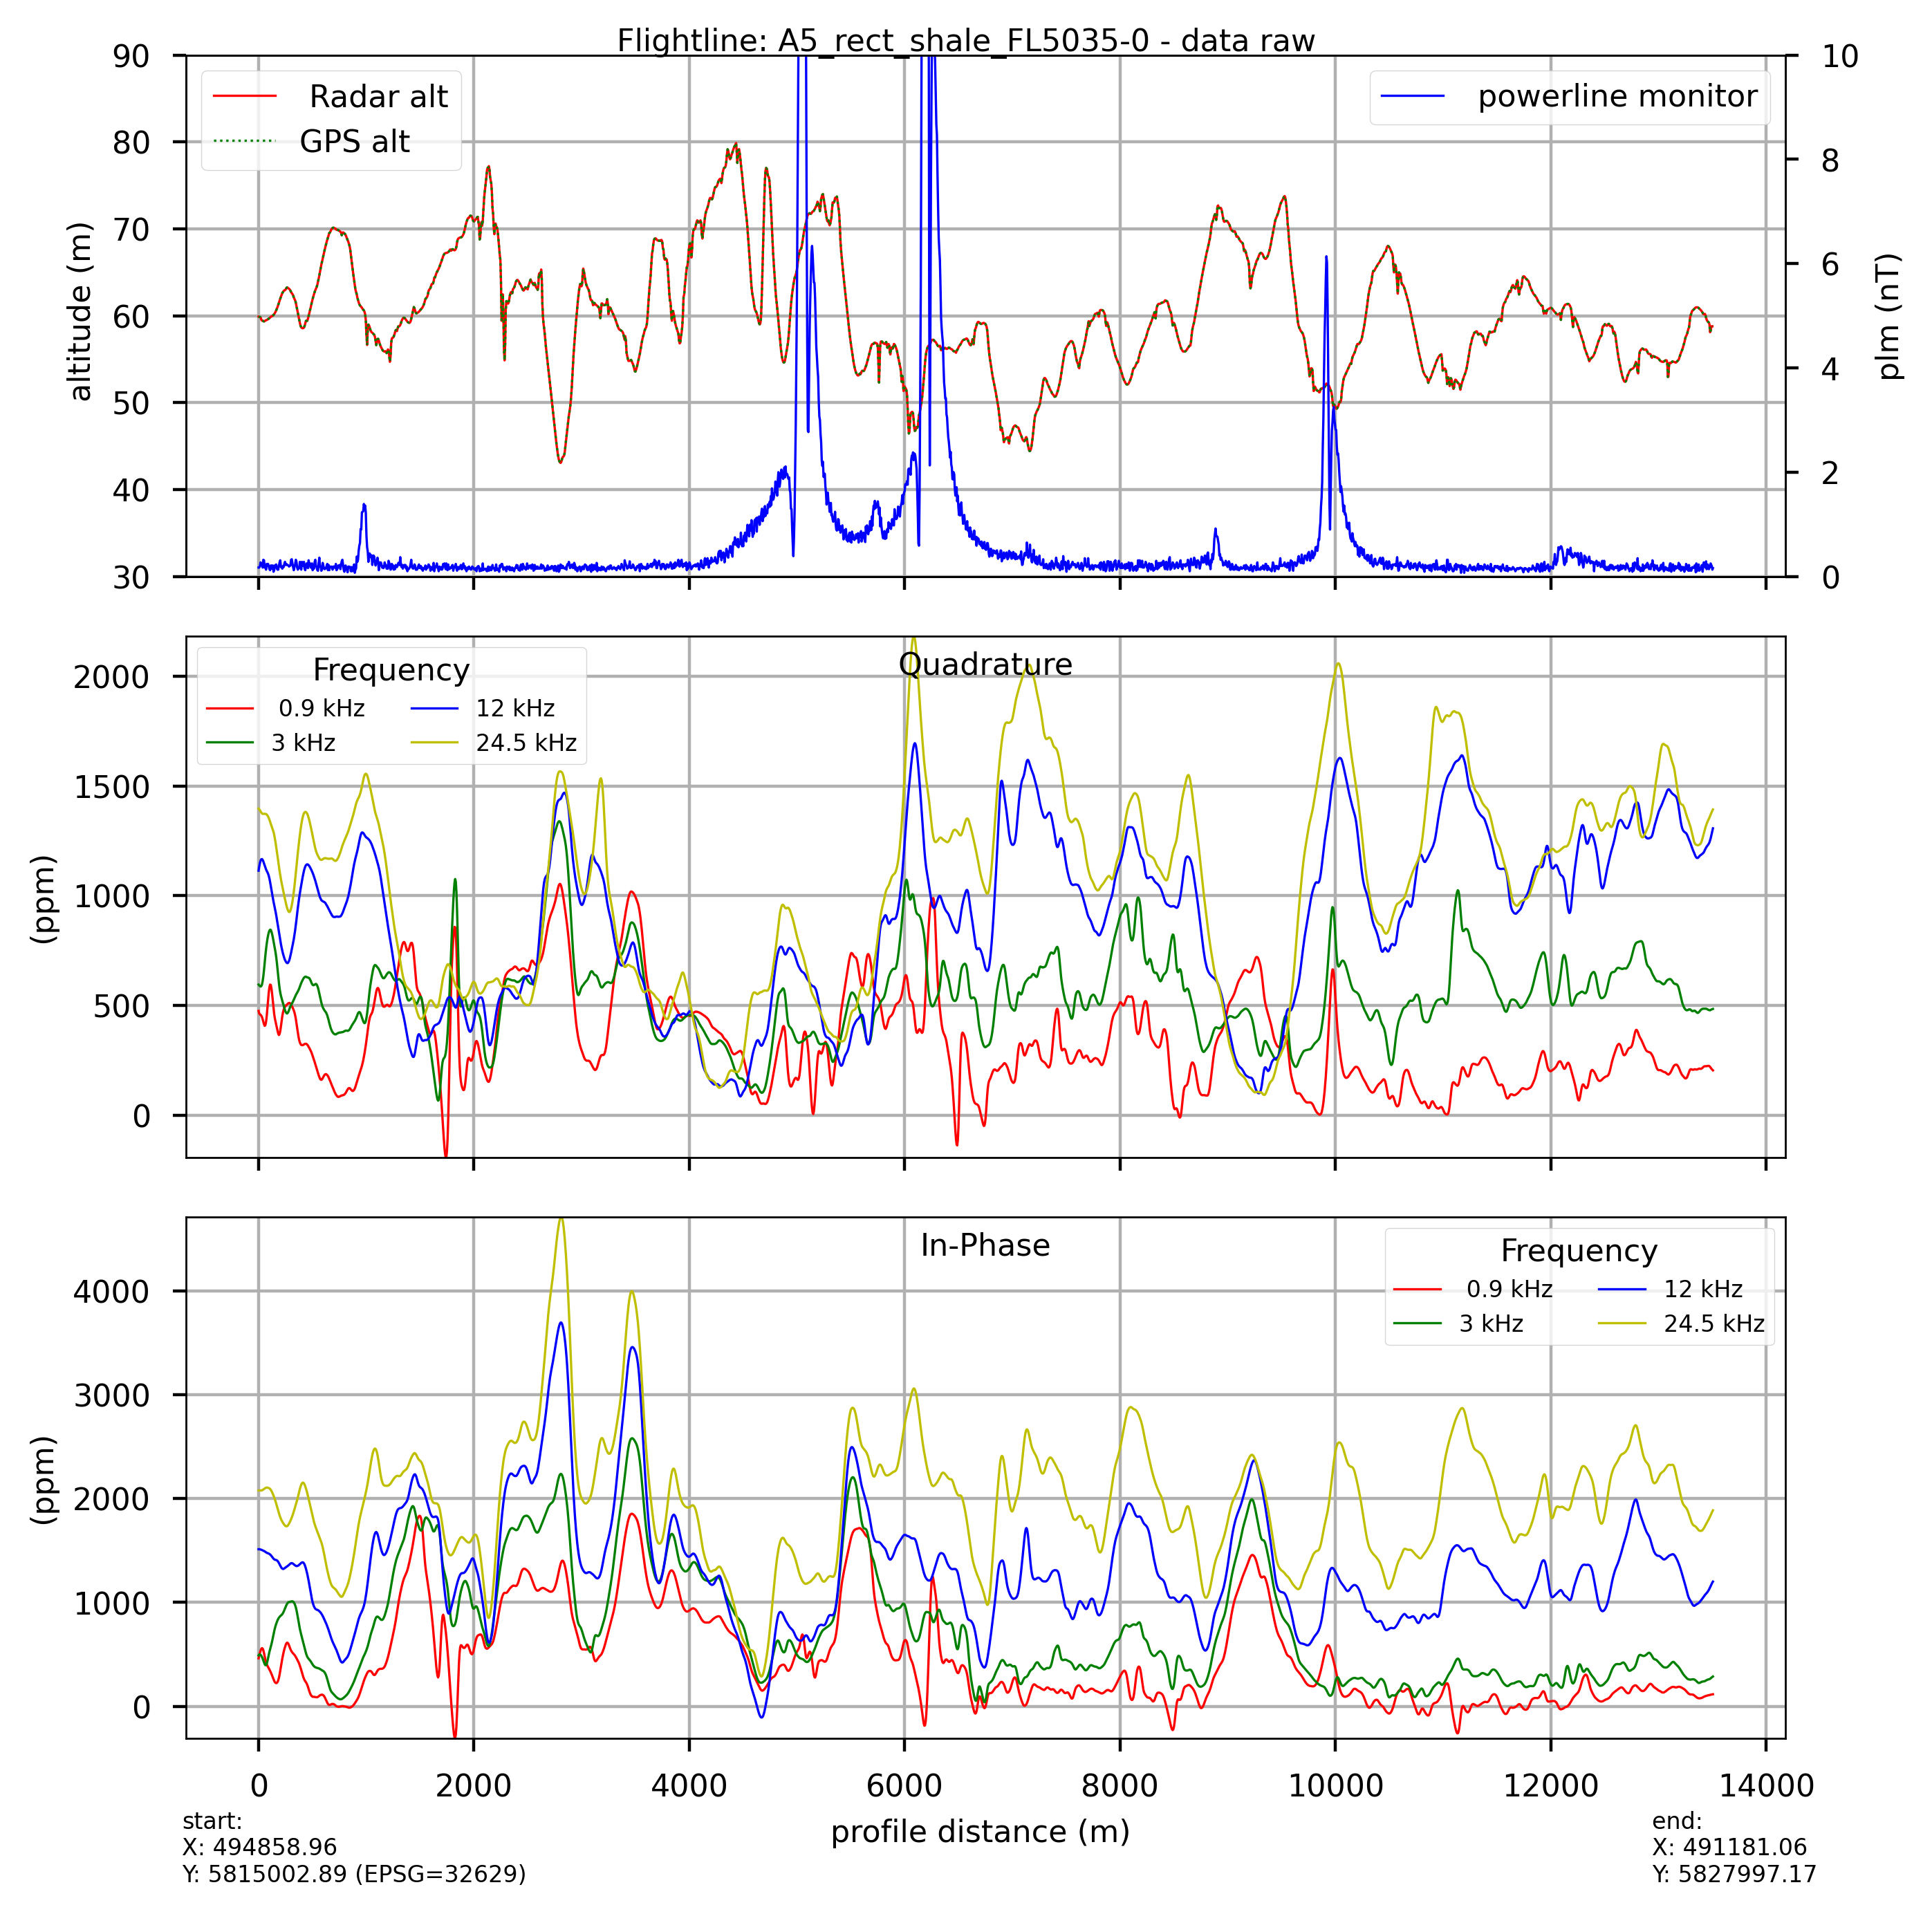 Flightline: A5_rect_shale_FL5035-0 - data raw
90
80
70
60
50
40
30
altitude (m)
Radar alt
GPS alt
powerline monitor
10
8
6
4
2
0
plm (nT)
Quadrature
Frequency
0.9 kHz
12 kHz
3 kHz
24.5 kHz
2000
1500
1000
500
0
(ppm)
In-Phase
Frequency
0.9 kHz
12 kHz
3 kHz
24.5 kHz
4000
3000
2000
1000
0
(ppm)
0 2000 4000 6000 8000 10000 12000 14000
profile distance (m)
start:
X: 494858.96
Y: 5815002.89 (EPSG=32629)
end:
X: 491181.06
Y: 5827997.17